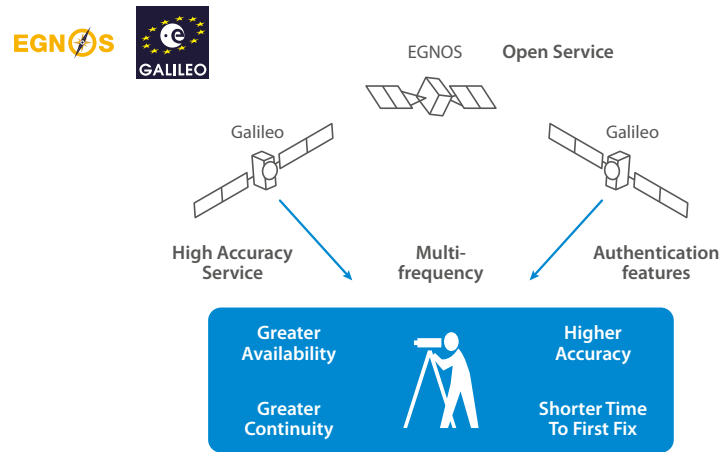 EGNOS
GALILEO
EGNOS Open Service
Galileo
Galileo
High Accuracy
Service
Multi-
frequency
Authentication
features
Greater
Availability
Higher
Accuracy
Greater
Continuity
Shorter Time
To First Fix